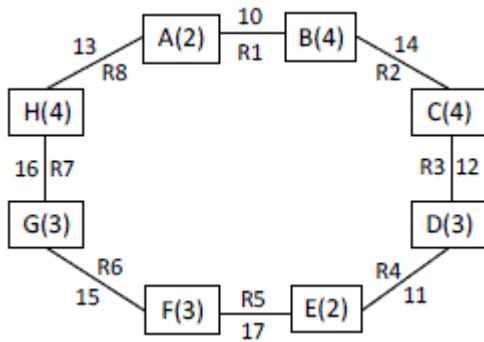 10
13 A(2) B(4) 14
R8 R1 R2
H(4) C(4)
16 R7 R3 12
G(3) D(3)
R6 R5 R4
15 F(3) E(2) 11
17